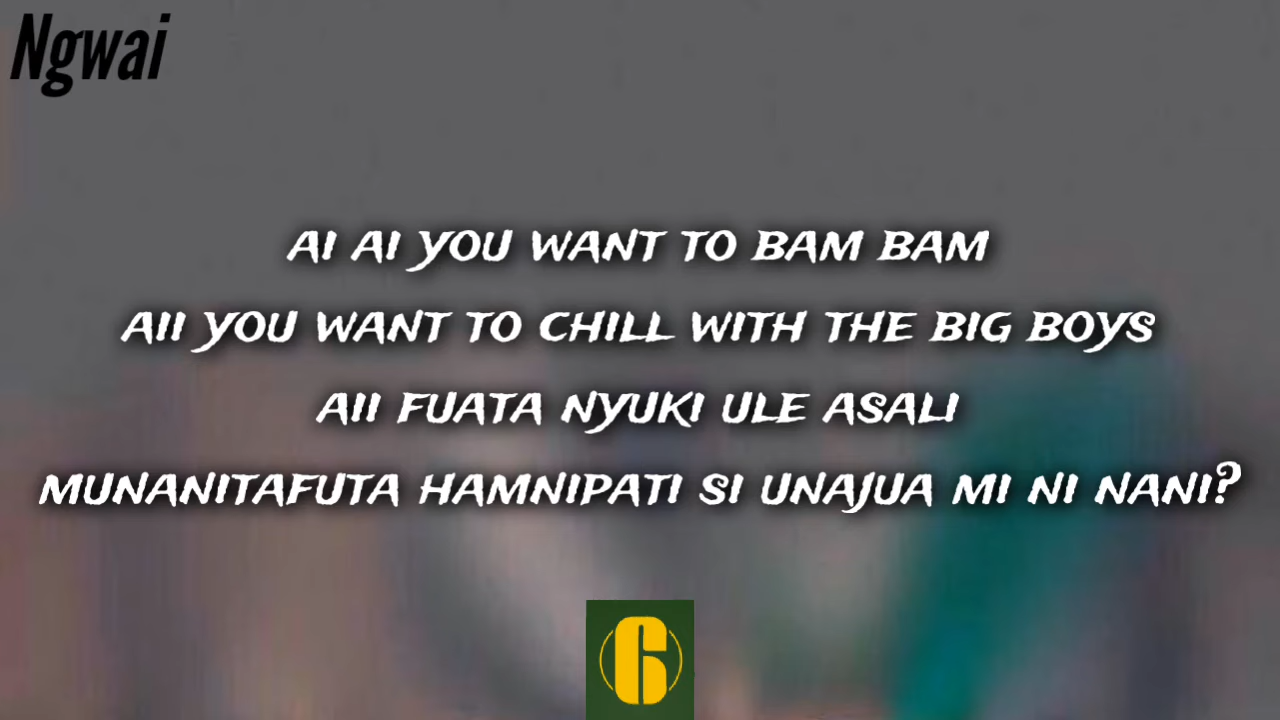 Ngwai
AI AI YOU WANT TO BAM BAM
AII YOU WANT TO CHILL WITH THE BIG BOYS
AII FUATA NYUKI ULE ASALI
MUNANITAFUTA HAMNIPATI SI UNAJUA MI NI NANI?
6